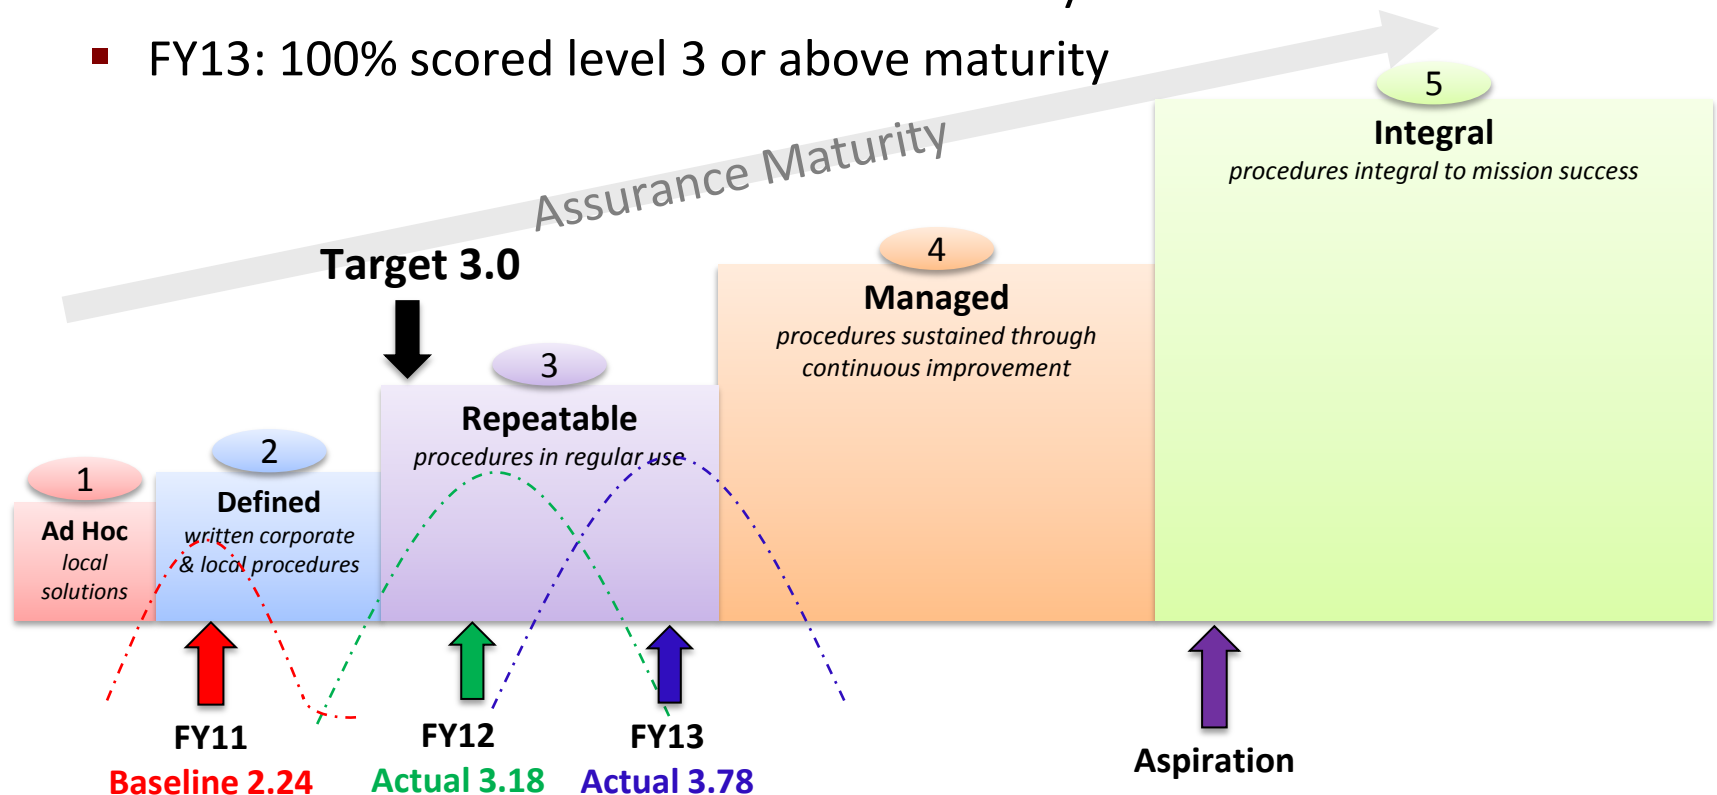 ▪ FY13: 100% scored level 3 or above maturity
Assurance Maturity
Target 3.0
1
Ad Hoc
local
solutions
2
Defined
written corporate
& local procedures
3
Repeatable
procedures in regular use
4
Managed
procedures sustained through
continuous improvement
5
Integral
procedures integral to mission success
FY11
Baseline 2.24
FY12
Actual 3.18
FY13
Actual 3.78
Aspiration